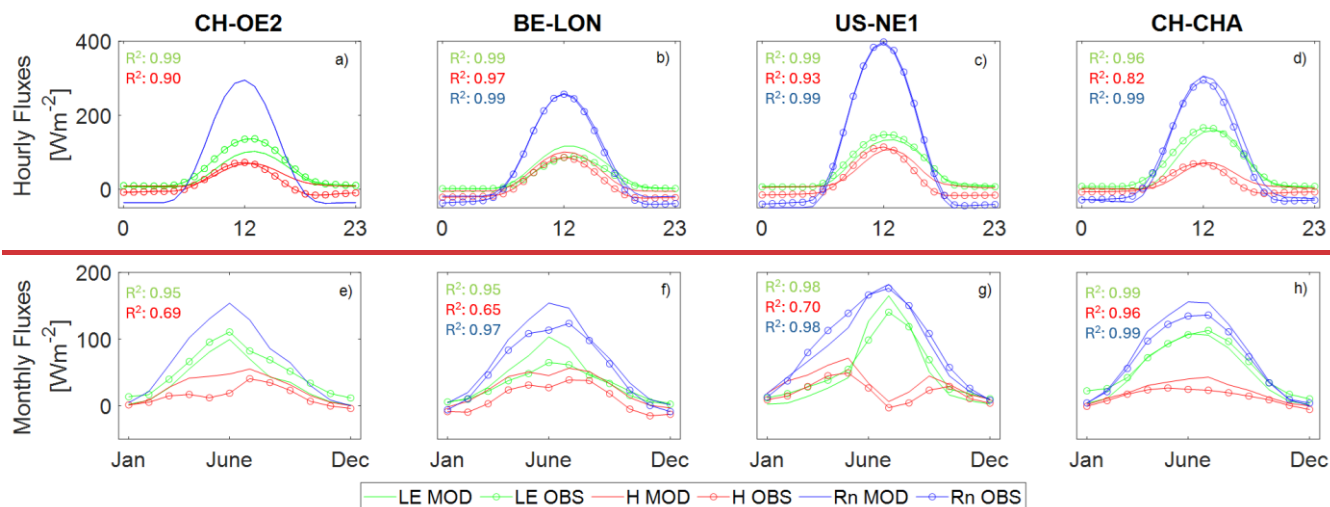 CH-OE2 BE-LON US-NE1 CH-CHA
Hourly Fluxes
[Wm-2]
400
200
0
R2: 0.99
R2: 0.90
a)
0 12 23
R2: 0.99
R2: 0.97
R2: 0.99
b)
0 12 23
R2: 0.99
R2: 0.93
R2: 0.99
c)
0 12 23
R2: 0.96
R2: 0.82
R2: 0.99
d)
0 12 23
Monthly Fluxes
[Wm-2]
200
100
0
R2: 0.95
R2: 0.69
e)
Jan June Dec
R2: 0.95
R2: 0.65
R2: 0.97
f)
Jan June Dec
R2: 0.98
R2: 0.70
R2: 0.98
g)
Jan June Dec
R2: 0.99
R2: 0.96
R2: 0.99
h)
Jan June Dec
LE MOD LE OBS H MOD H OBS Rn MOD Rn OBS